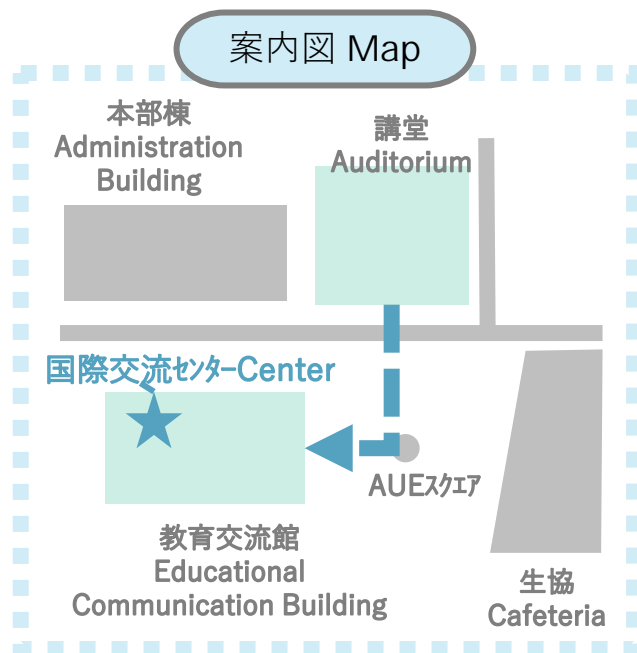 案内図 Map
本部棟
Administration
Building
講堂
Auditorium
国際交流ｾﾝﾀｰCenter
AUEｽｸｴｱ
教育交流館
Educational
Communication Building
生協
Cafeteria